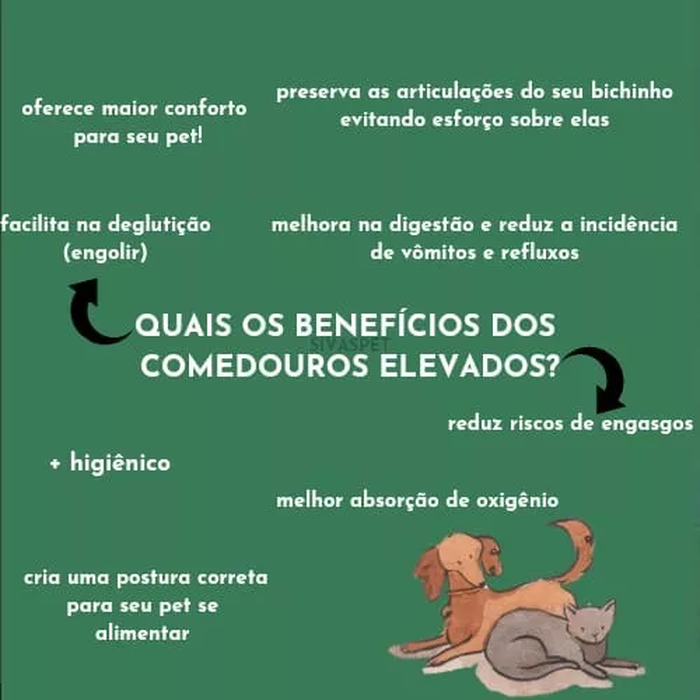 oferece maior conforto
para seu pet!
preserva as articulações do seu bichinho
evitando esforço sobre elas
facilita na deglutição
(engolir)
melhora na digestão e reduz a incidência
de vômitos e refluxos
QUAIS OS BENEFÍCIOS DOS
SIVASPET
COMEDOUROS ELEVADOS?
reduz riscos de engasgos
+ higiênico
melhor absorção de oxigênio
cria uma postura correta
para seu pet se
alimentar